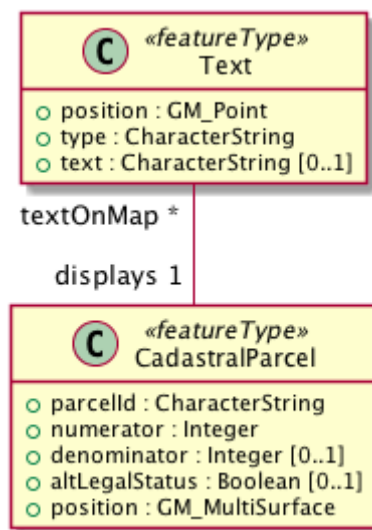 C «featureType»
Text
position : GM_Point
type : CharacterString
text : CharacterString [0..1]
textOnMap *
displays 1
C «featureType»
CadastralParcel
parcelId : CharacterString
numerator : Integer
denominator : Integer [0..1]
altLegalStatus : Boolean [0..1]
position : GM_MultiSurface